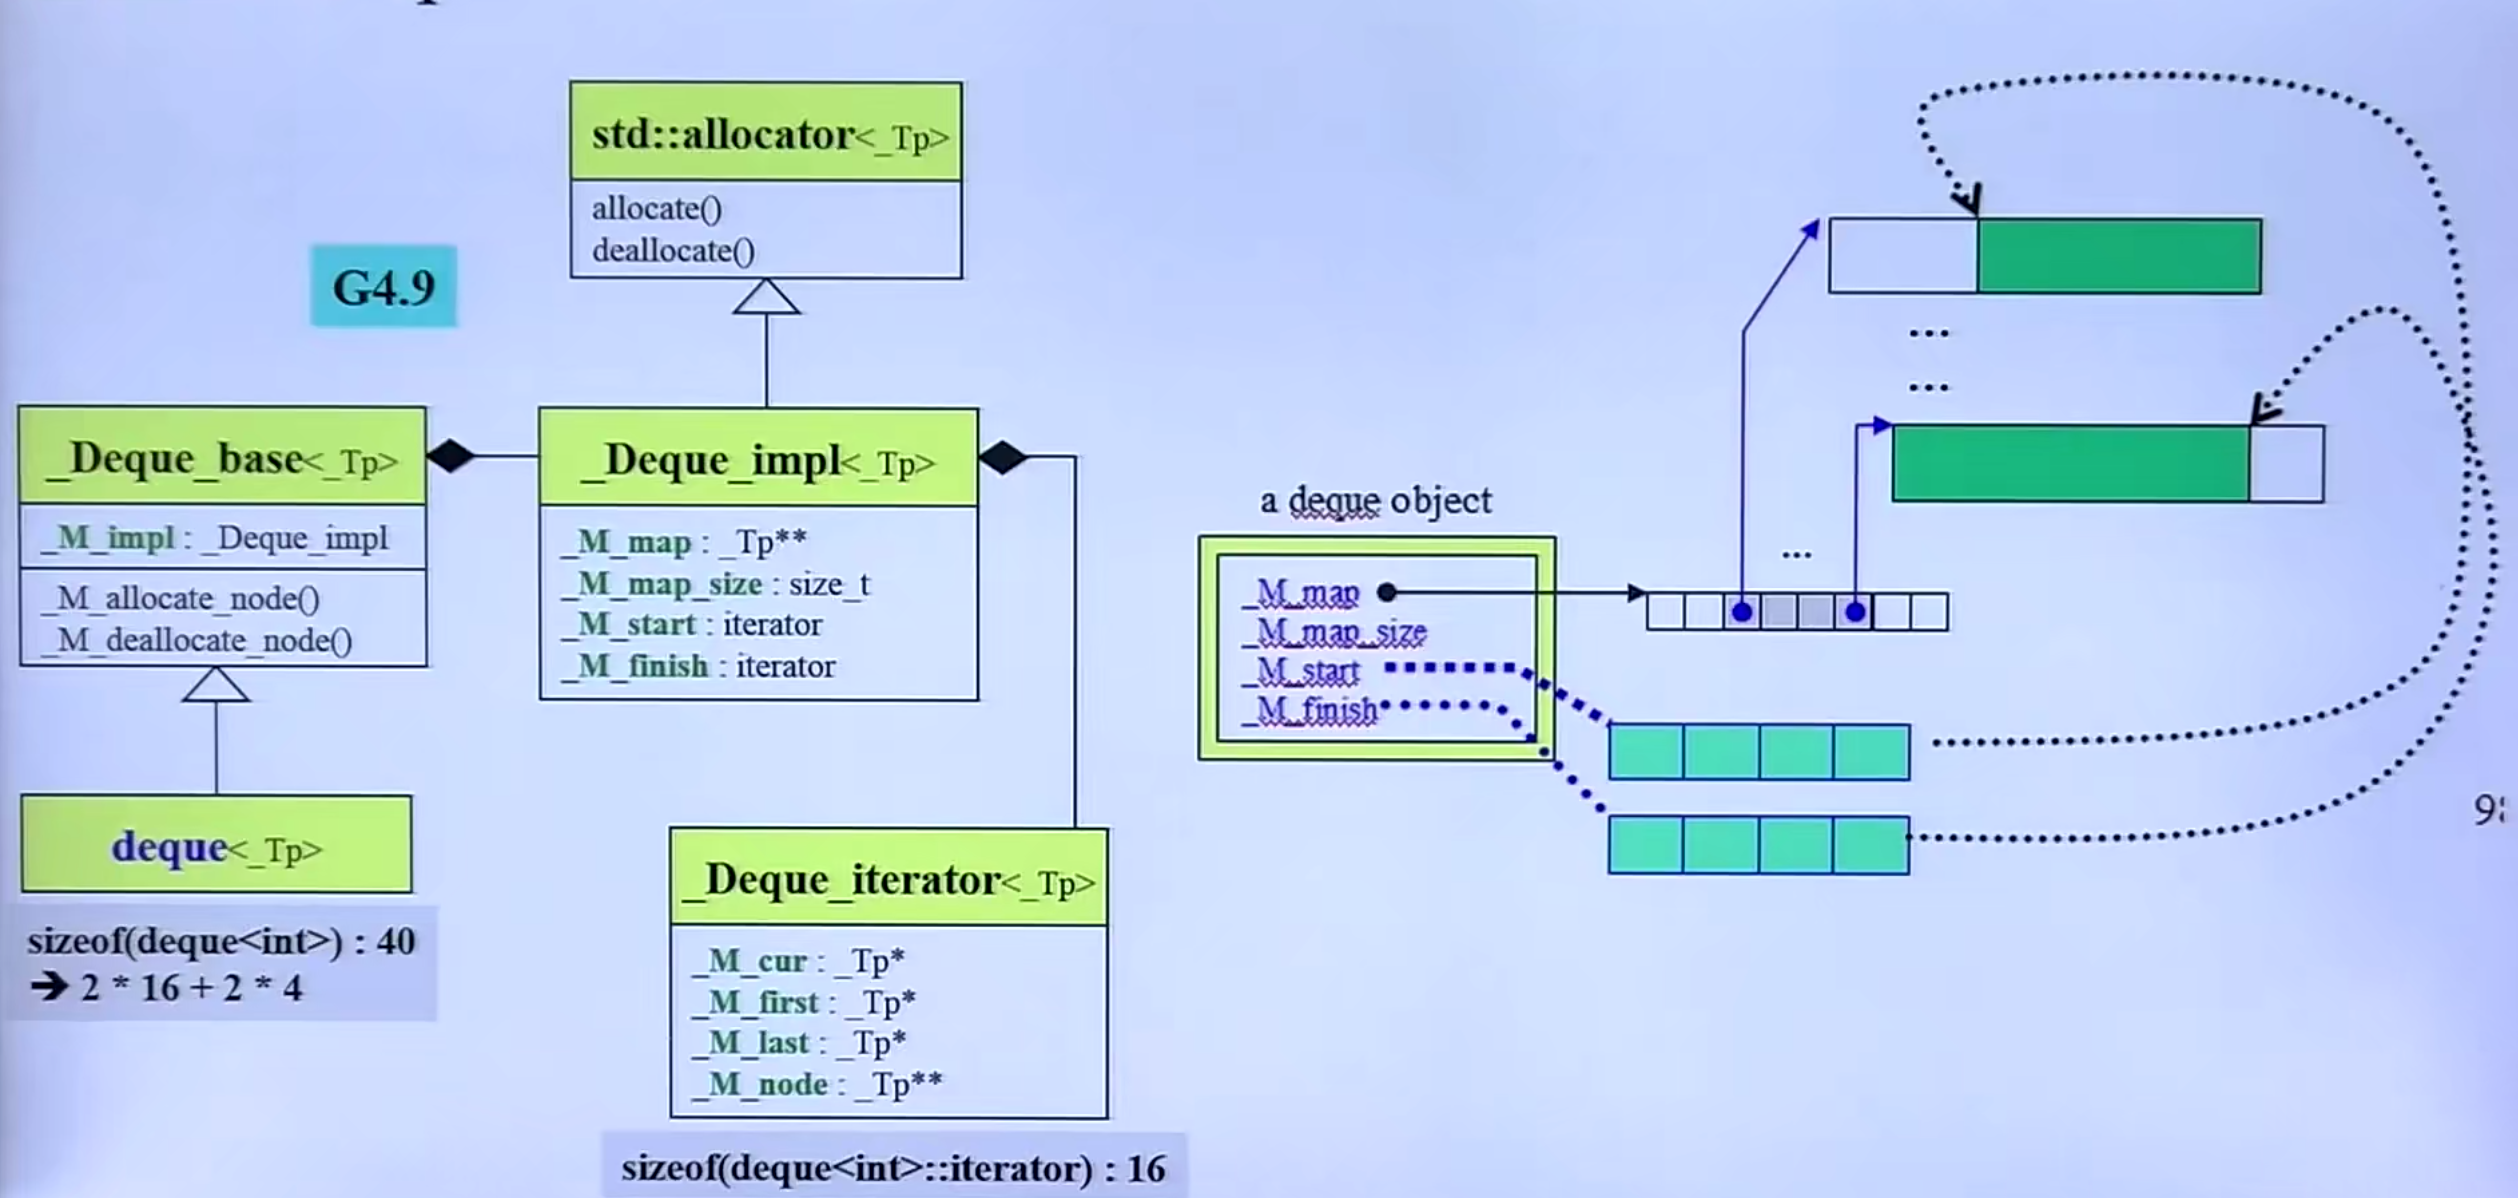 std::allocator<_Tp>
allocate()
deallocate()
G4.9
_Deque_base<_Tp>
_M_impl : _Deque_impl
_M_allocate_node()
_M_deallocate_node()
_Deque_impl<_Tp>
_M_map : _Tp**
_M_map_size : size_t
_M_start : iterator
_M_finish : iterator
deque<_Tp>
sizeof(deque<int>) : 40
➔ 2 * 16 + 2 * 4
_Deque_iterator<_Tp>
_M_cur : _Tp*
_M_first : _Tp*
_M_last : _Tp*
_M_node : _Tp**
sizeof(deque<int>::iterator) : 16
a deque object
_M_map
_M_map_size
_M_start
_M_finish
...
...
...